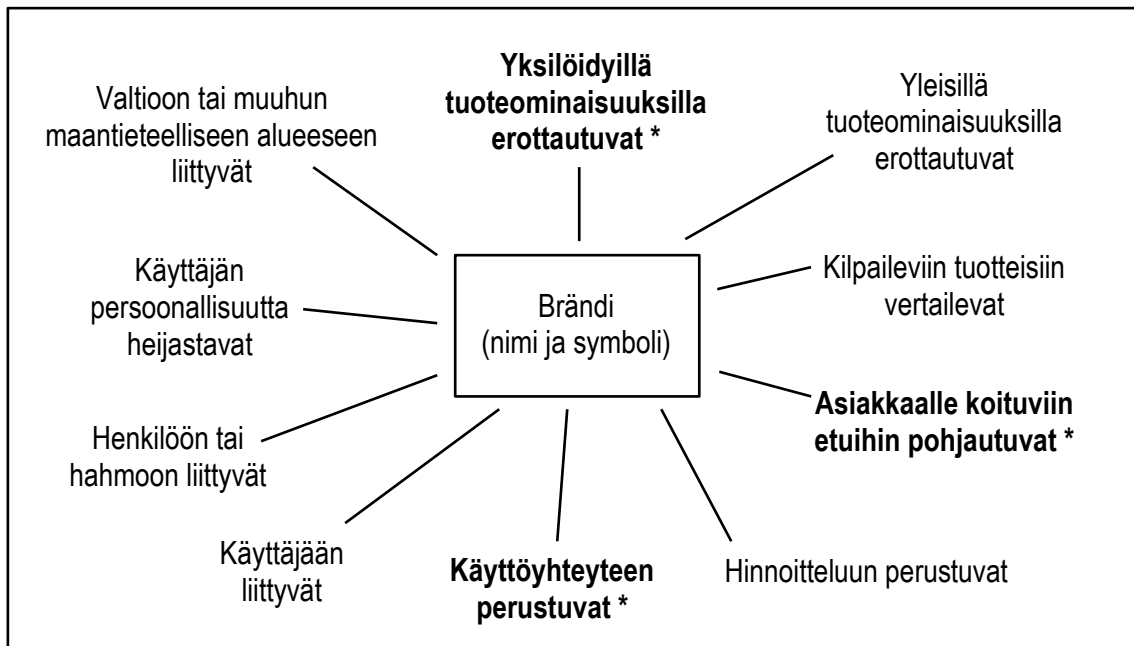 Yksilöidyillä
tuoteominaisuuksilla
erottautuvat *
Yleisillä
tuoteominaisuuksilla
erottautuvat
Valtioon tai muuhun
maantieteelliseen alueeseen
liittyvät
Käyttäjän
persoonallisuutta
heijastavat
Brändi
(nimi ja symboli)
Kilpaileviin tuotteisiin
vertailevat
Henkilöön tai
hahmoon liittyvät
Asiakkaalle koituviin
etuihin pohjautuvat *
Käyttäjään
liittyvät
Käyttöyhteyteen
perustuvat *
Hinnoitteluun perustuvat